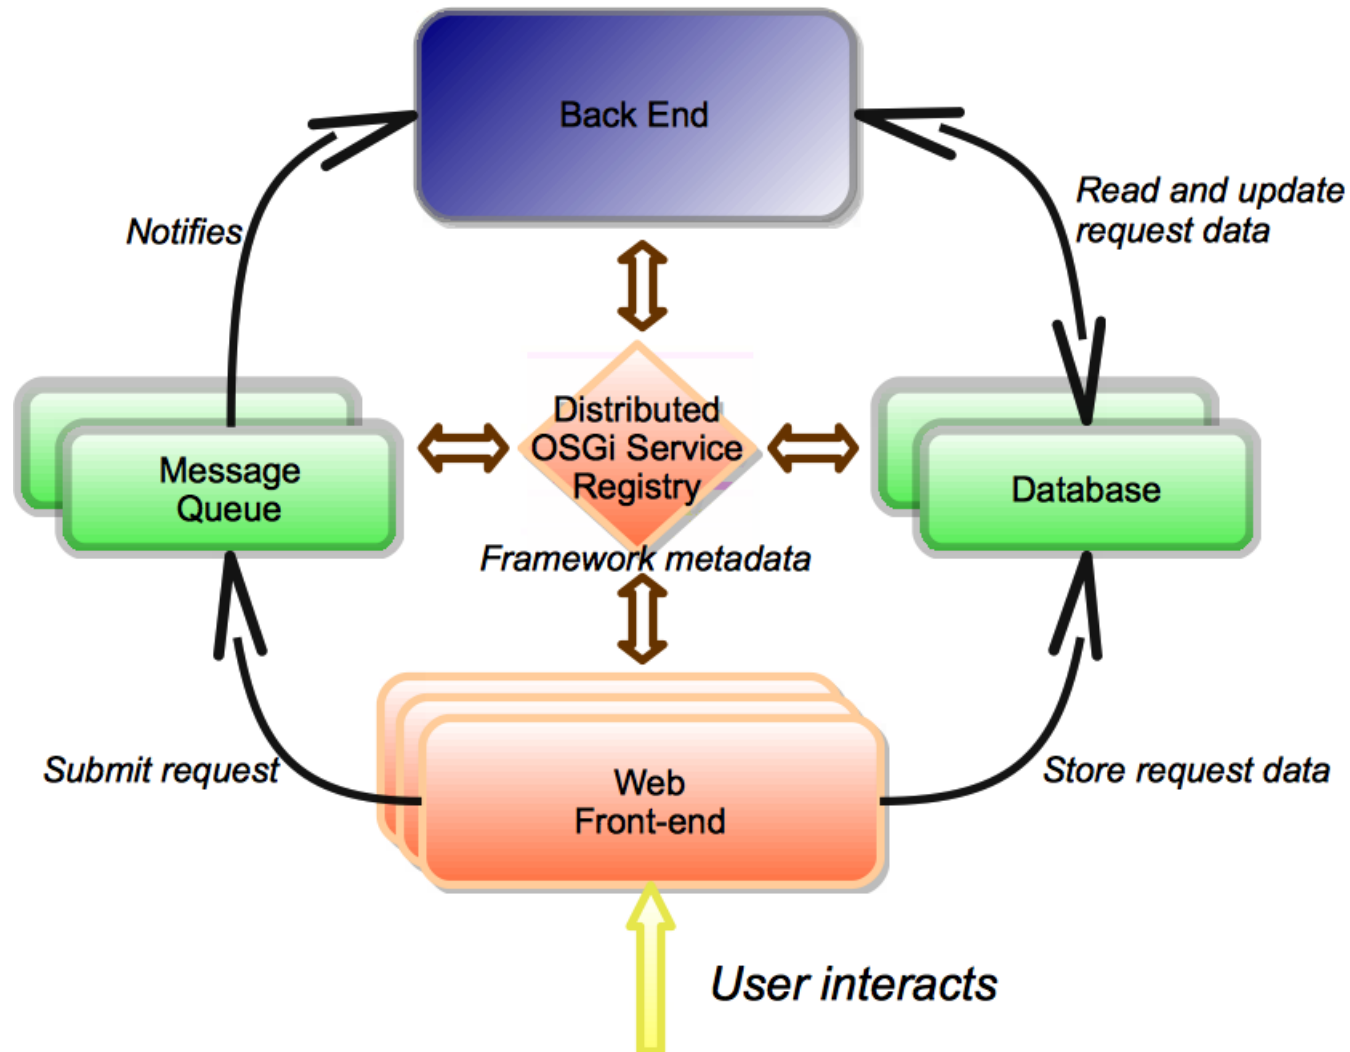 Back End
Notifies
Read and update
request data
Distributed
OSGi Service
Registry
Message
Queue
Database
Framework metadata
Submit request
Web
Front-end
Store request data
User interacts